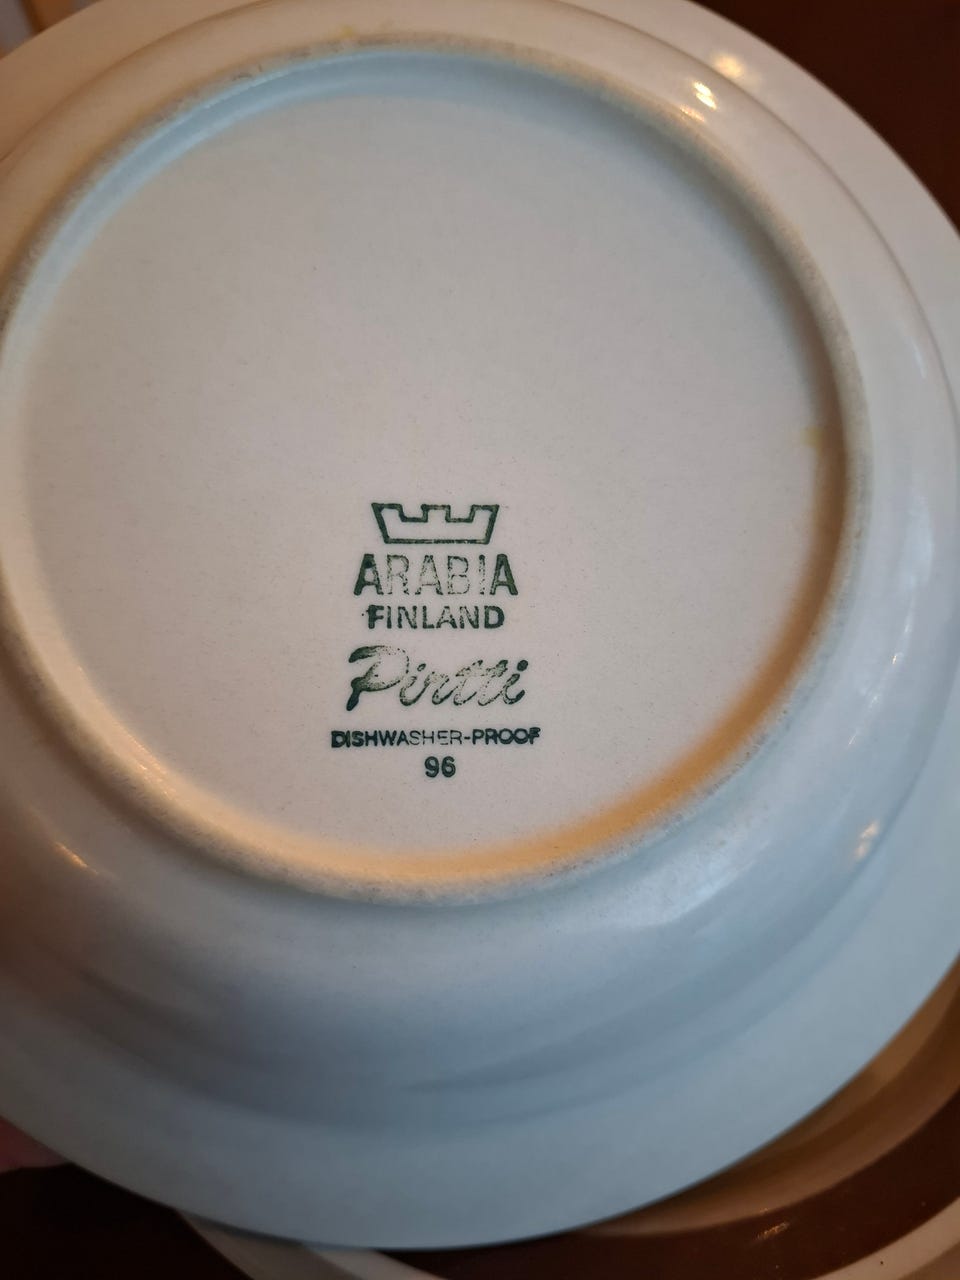 ARABIA
FINLAND
Pirtti
DISHWASHER-PROOF
96